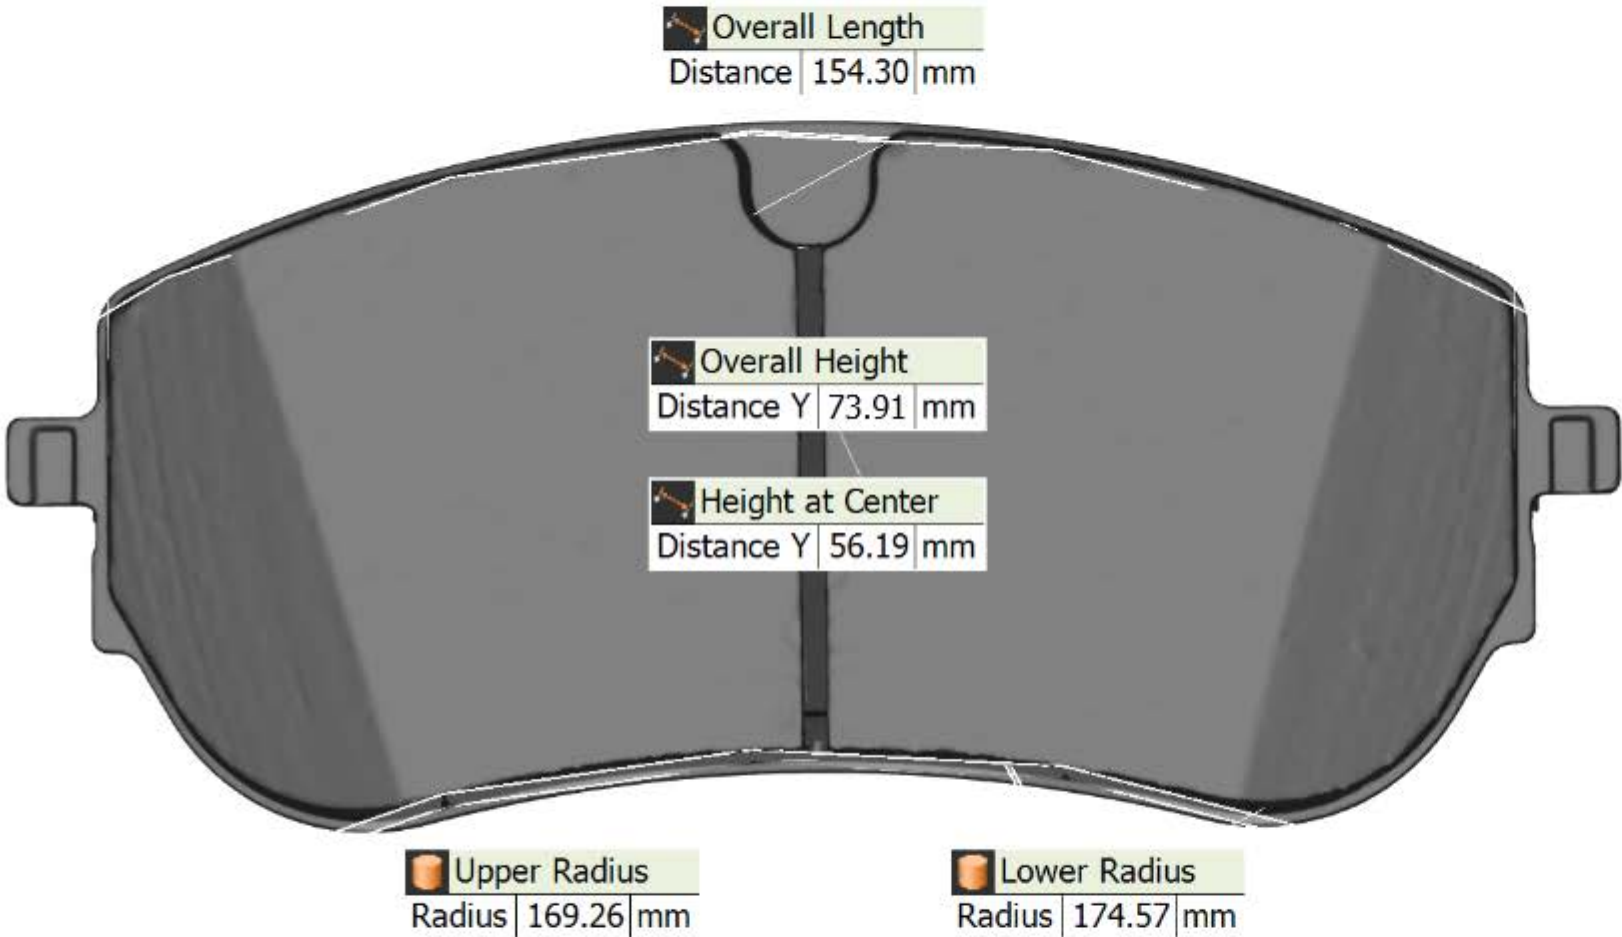 Overall Length
Distance 154.30 mm
Overall Height
Distance Y 73.91 mm
Height at Center
Distance Y 56.19 mm
Upper Radius
Radius 169.26 mm
Lower Radius
Radius 174.57 mm